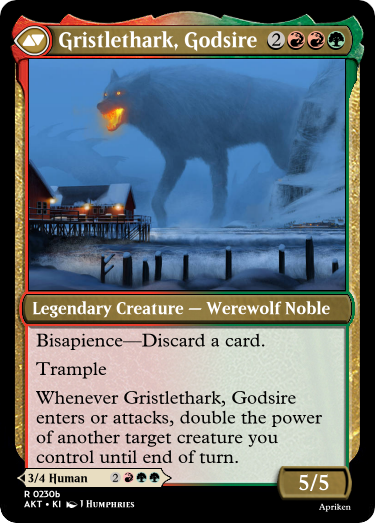 Gristlethark, Godsire 2
Legendary Creature — Werewolf Noble
Bisapience—Discard a card.
Trample
Whenever Gristlethark, Godsire
enters or attacks, double the power
of another target creature you
control until end of turn.
3/4 Human 2
5/5
R 0230b
AKT • KI J Humphries
Apriken